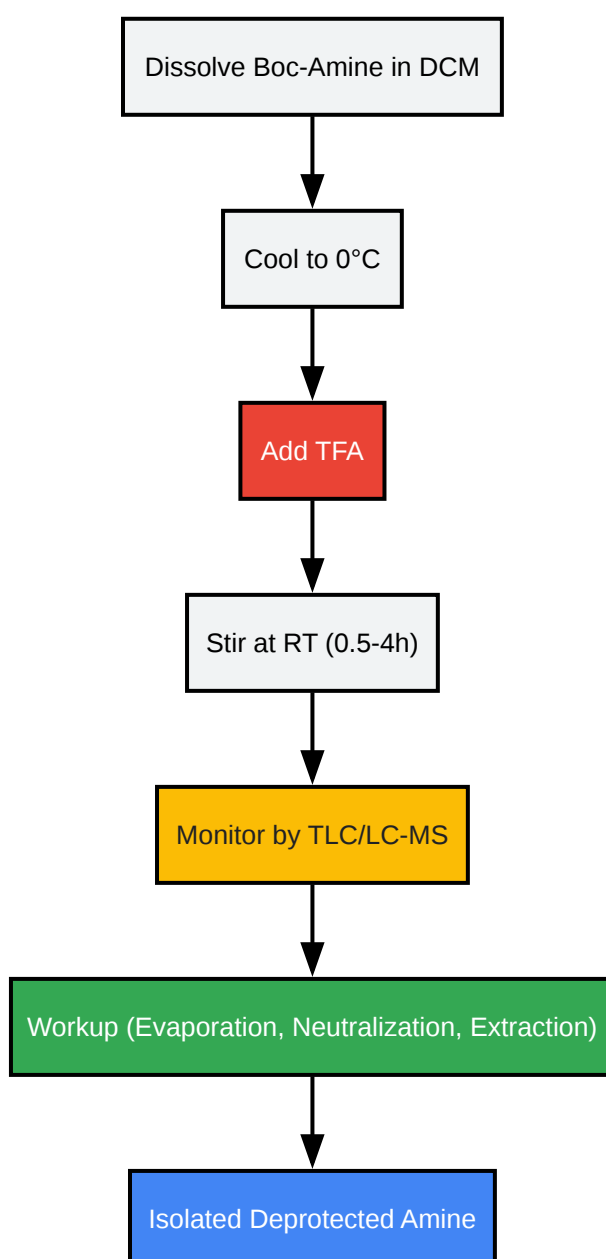 Dissolve Boc-Amine in DCM
Cool to 0°C
Add TFA
Stir at RT (0.5-4h)
Monitor by TLC/LC-MS
Workup (Evaporation, Neutralization, Extraction)
Isolated Deprotected Amine